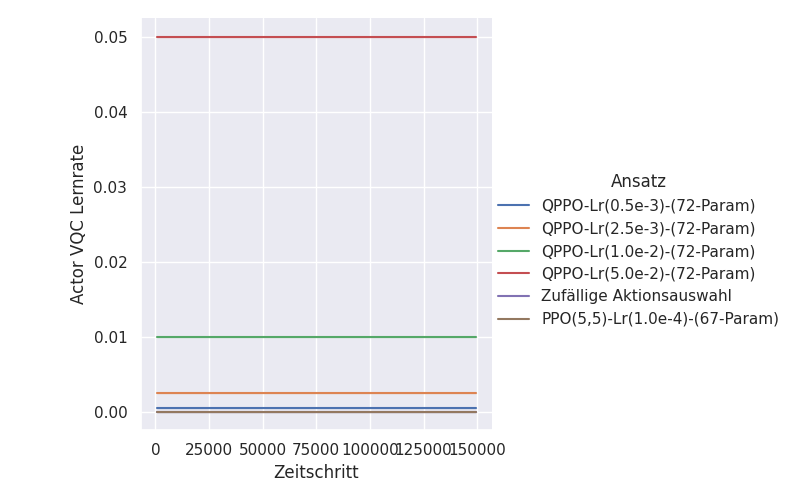 0.05
0.04
0.03
0.02
0.01
0.00
Actor VQC Lernrate
0 25000 50000 75000 100000 125000 150000
Zeitschritt
Ansatz
QPPO-Lr(0.5e-3)-(72-Param)
QPPO-Lr(2.5e-3)-(72-Param)
QPPO-Lr(1.0e-2)-(72-Param)
QPPO-Lr(5.0e-2)-(72-Param)
Zufällige Aktionsauswahl
PPO(5,5)-Lr(1.0e-4)-(67-Param)